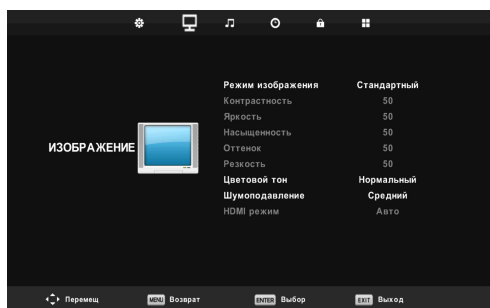 Режим изображения Стандартный
Контрастность 50
Яркость 50
Насыщенность 50
Оттенок 50
ИЗОБРАЖЕНИЕ
Резкость 50
Цветовой тон Нормальный
Шумоподавление Средний
HDMI режим Авто
Перемещ MENU Возврат ENTER Выбор EXIT Выход